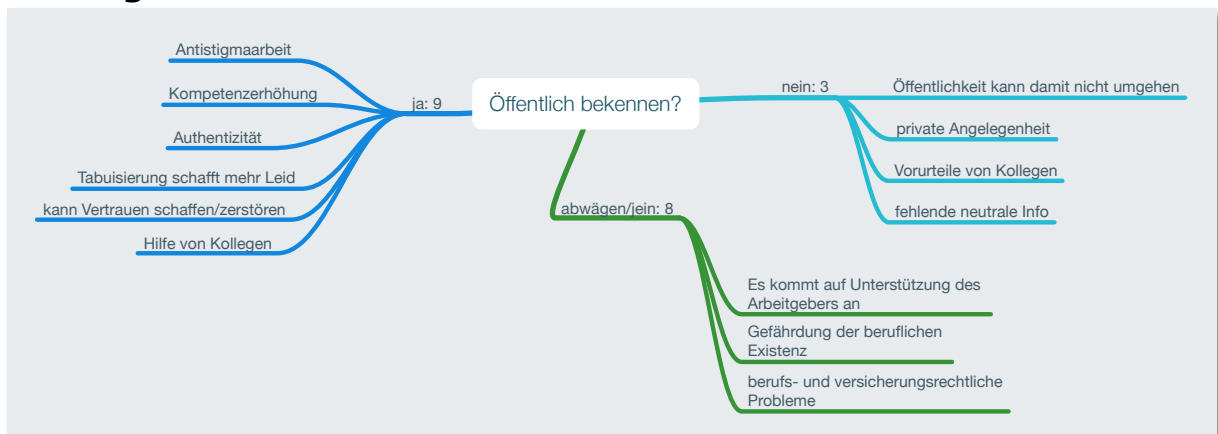 Öffentlich bekennen?
ja: 9
Antistigmaarbeit
Kompetenzerhöhung
Authentizität
Tabuisierung schafft mehr Leid
kann Vertrauen schaffen/zerstören
Hilfe von Kollegen
nein: 3
Öffentlichkeit kann damit nicht umgehen
private Angelegenheit
Vorurteile von Kollegen
fehlende neutrale Info
abwägen/jein: 8
Es kommt auf Unterstützung des
Arbeitgebers an
Gefährdung der beruflichen
Existenz
berufs- und versicherungsrechtliche
Probleme